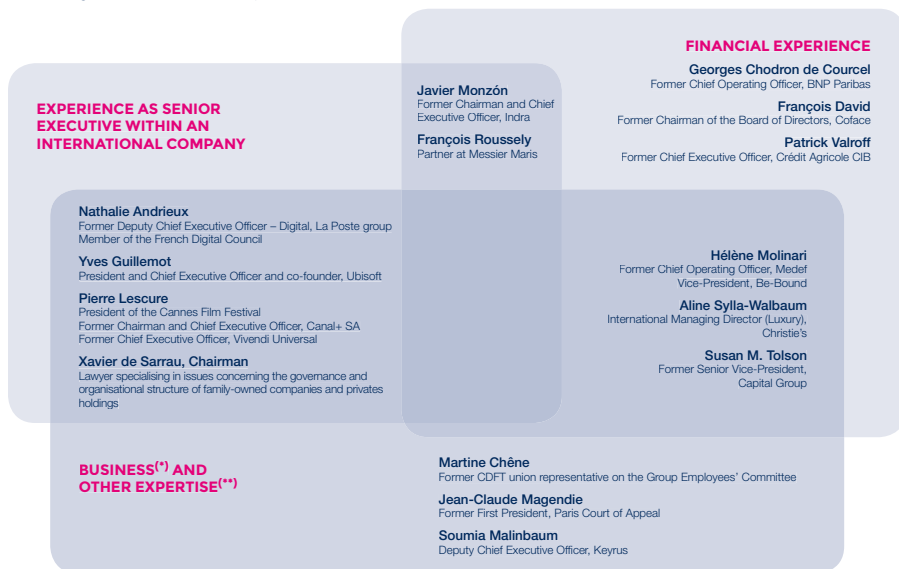 FINANCIAL EXPERIENCE
Georges Chodron de Courcel
Former Chief Operating Officer, BNP Paribas
François David
Former Chairman of the Board of Directors, Coface
Patrick Valroff
Former Chief Executive Officer, Crédit Agricole CIB
Javier Monzón
Former Chairman and Chief
Executive Officer, Indra
François Roussely
Partner at Messier Maris
EXPERIENCE AS SENIOR
EXECUTIVE WITHIN AN
INTERNATIONAL COMPANY
Nathalie Andrieux
Former Deputy Chief Executive Officer – Digital, La Poste group
Member of the French Digital Council
Yves Guillemot
President and Chief Executive Officer and co-founder, Ubisoft
Pierre Lescure
President of the Cannes Film Festival
Former Chairman and Chief Executive Officer, Canal+ SA
Former Chief Executive Officer, Vivendi Universal
Xavier de Sarrau, Chairman
Lawyer specialising in issues concerning the governance and
organisational structure of family-owned companies and privates
holdings
Hélène Molinari
Former Chief Operating Officer, Medef
Vice-President, Be-Bound
Aline Sylla-Walbaum
International Managing Director (Luxury),
Christie's
Susan M. Tolson
Former Senior Vice-President,
Capital Group
BUSINESS(*) AND
OTHER EXPERTISE(**)
Martine Chêne
Former CDFT union representative on the Group Employees' Committee
Jean-Claude Magendie
Former First President, Paris Court of Appeal
Soumia Malinbaum
Deputy Chief Executive Officer, Keyrus